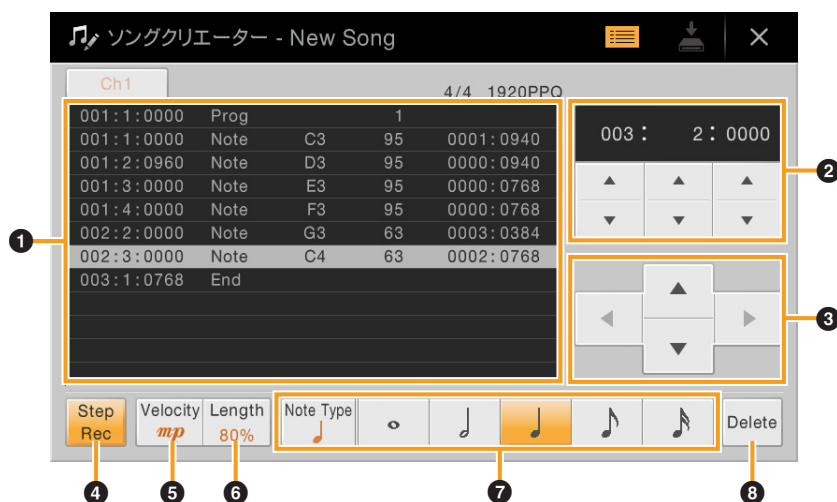 ソングクリエーター - New Song
Ch1
4/4 1920PPQ
001:1:0000 Prog 1
001:1:0000 Note C3 95 0001:0940
001:2:0960 Note D3 95 0000:0940
001:3:0000 Note E3 95 0000:0768
001:4:0000 Note F3 95 0000:0768
002:2:0000 Note G3 63 0003:0384
002:3:0000 Note C4 63 0002:0768
003:1:0768 End
003: 2: 0000
1
2
3
Step Rec
Velocity mp
Length 80%
Note Type
Delete
4
5
6
7
8